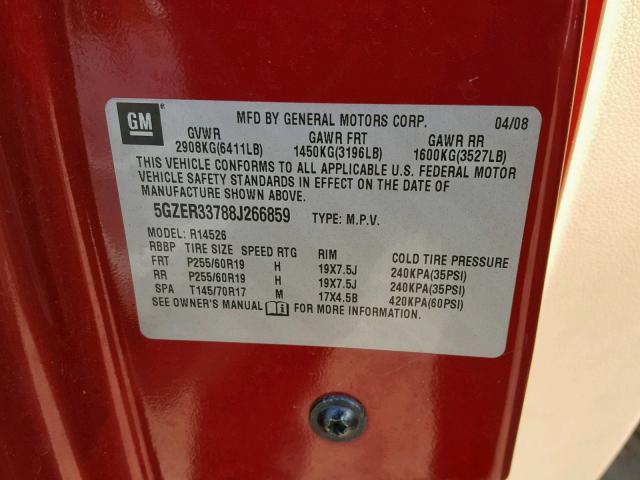 GM
MFD BY GENERAL MOTORS CORP. 04/08
GVWR GAWR FRT GAWR RR
2908KG(6411LB) 1450KG(3196LB) 1600KG(3527LB)
THIS VEHICLE CONFORMS TO ALL APPLICABLE U.S. FEDERAL MOTOR
VEHICLE SAFETY STANDARDS IN EFFECT ON THE DATE OF
MANUFACTURE SHOWN ABOVE.
5GZER33788J266859 TYPE: M.P.V.
MODEL: R14526
RBBP TIRE SIZE SPEED RTG RIM COLD TIRE PRESSURE
FRT P255/60R19 H 19X7.5J 240KPA(35PSI)
RR P255/60R19 H 19X7.5J 240KPA(35PSI)
SPA T145/70R17 M 17X4.5B 420KPA(60PSI)
SEE OWNER'S MANUAL FOR MORE INFORMATION.